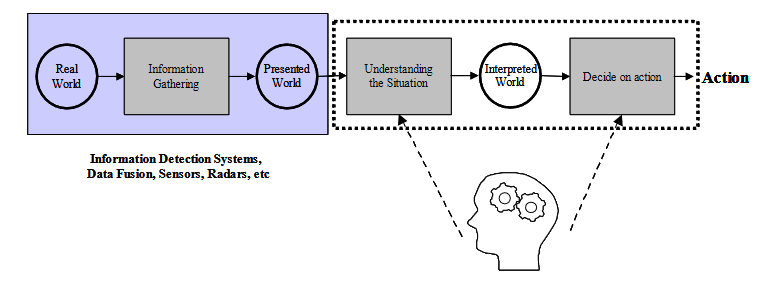 Real
World
Information
Gathering
Presented
World
Understanding
the Situation
Interpreted
World
Decide on action
Action
Information Detection Systems,
Data Fusion, Sensors, Radars, etc